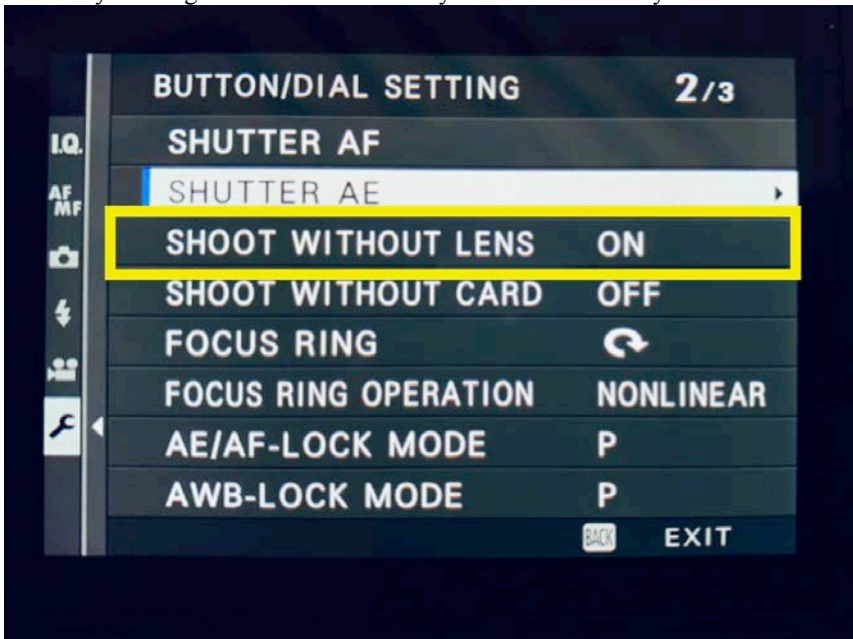 BUTTON/DIAL SETTING 2/3
I.Q.
SHUTTER AF
AF
MF
SHUTTER AE
SHOOT WITHOUT LENS ON
SHOOT WITHOUT CARD OFF
FOCUS RING
FOCUS RING OPERATION NONLINEAR
AE/AF-LOCK MODE P
AWB-LOCK MODE P
BACK EXIT